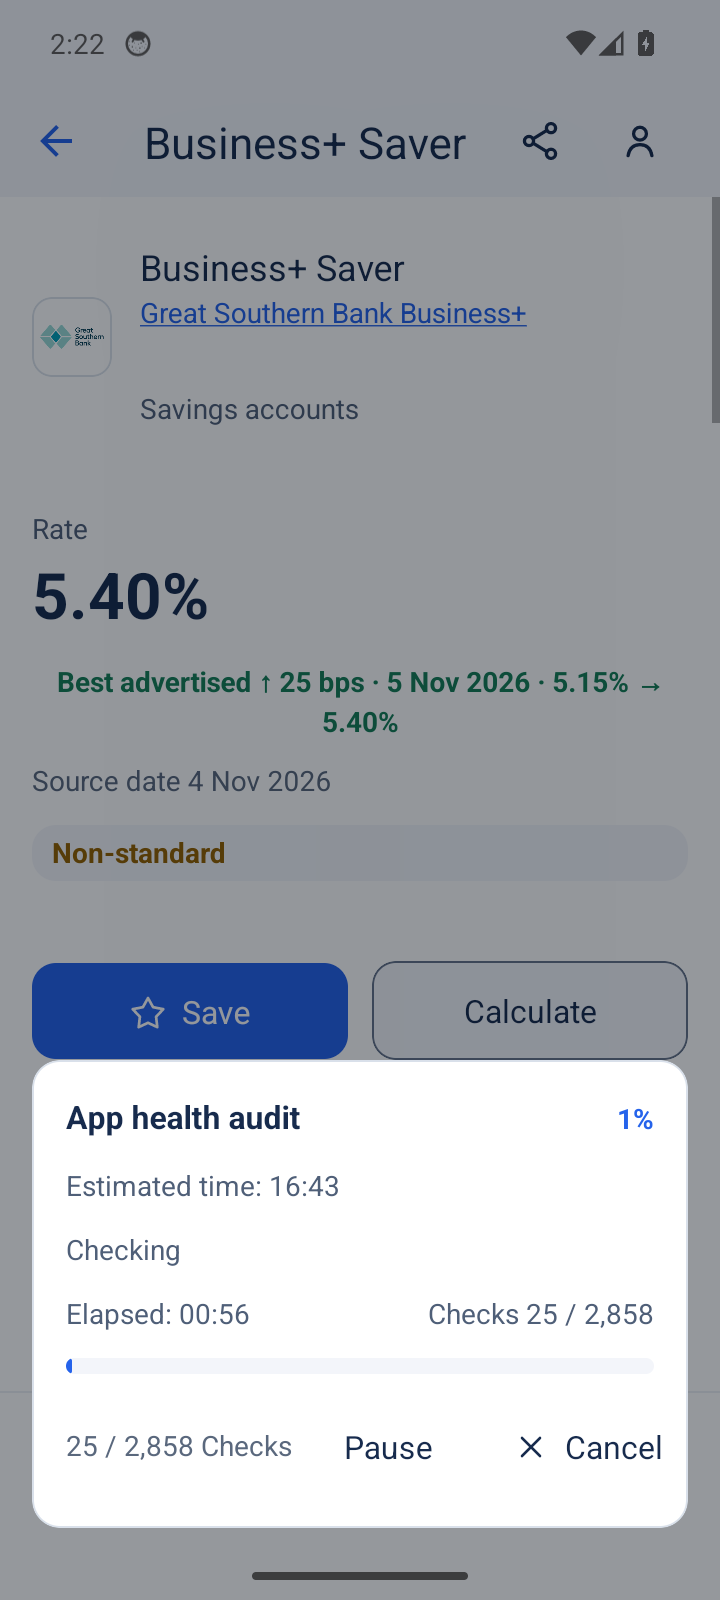 2:22
Business+ Saver
Business+ Saver
Great Southern Bank Business+
Great
Southern
Bank
Savings accounts
Rate
5.40%
Best advertised ↑ 25 bps · 5 Nov 2026 · 5.15% →
5.40%
Source date 4 Nov 2026
Non-standard
Save
Calculate
App health audit
1%
Estimated time: 16:43
Checking
Elapsed: 00:56
Checks 25 / 2,858
25 / 2,858 Checks
Pause
Cancel